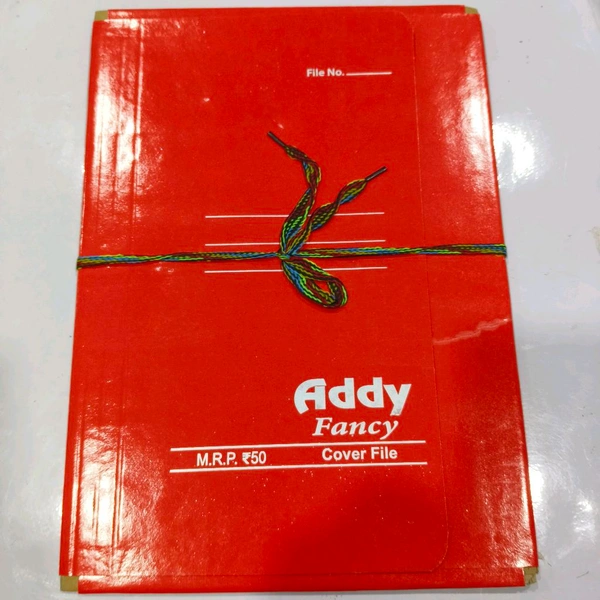 File No.
Addy
Fancy
M.R.P. ₹50 Cover File